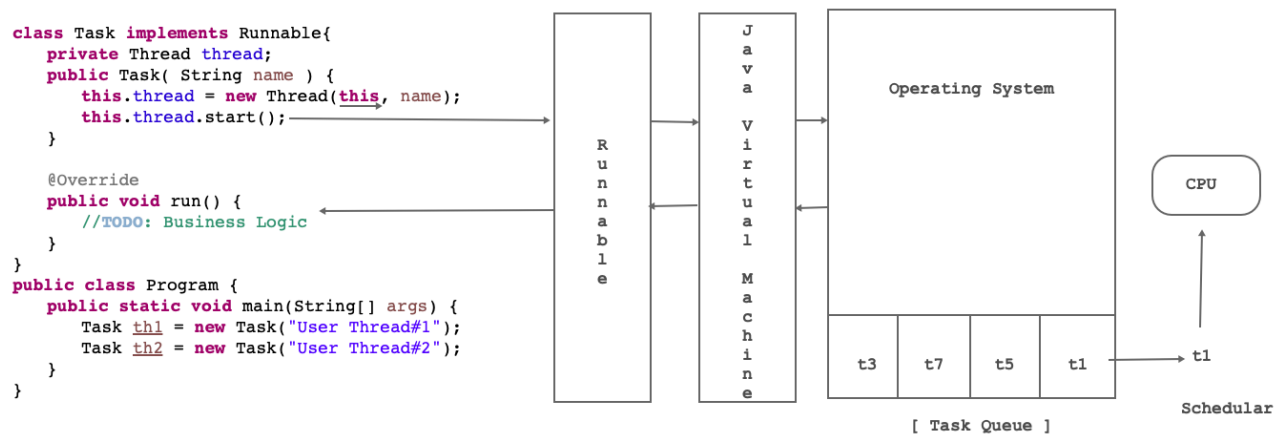 class Task implements Runnable{
private Thread thread;
public Task( String name ) {
this.thread = new Thread(this, name);
this.thread.start();
}
@Override
public void run() {
//TODO: Business Logic
}
}
public class Program {
public static void main(String[] args) {
Task th1 = new Task("User Thread#1");
Task th2 = new Task("User Thread#2");
}
}
Runnable
Java Virtual Machine
Operating System
t3 t7 t5 t1
[ Task Queue ]
CPU
t1
Schedular